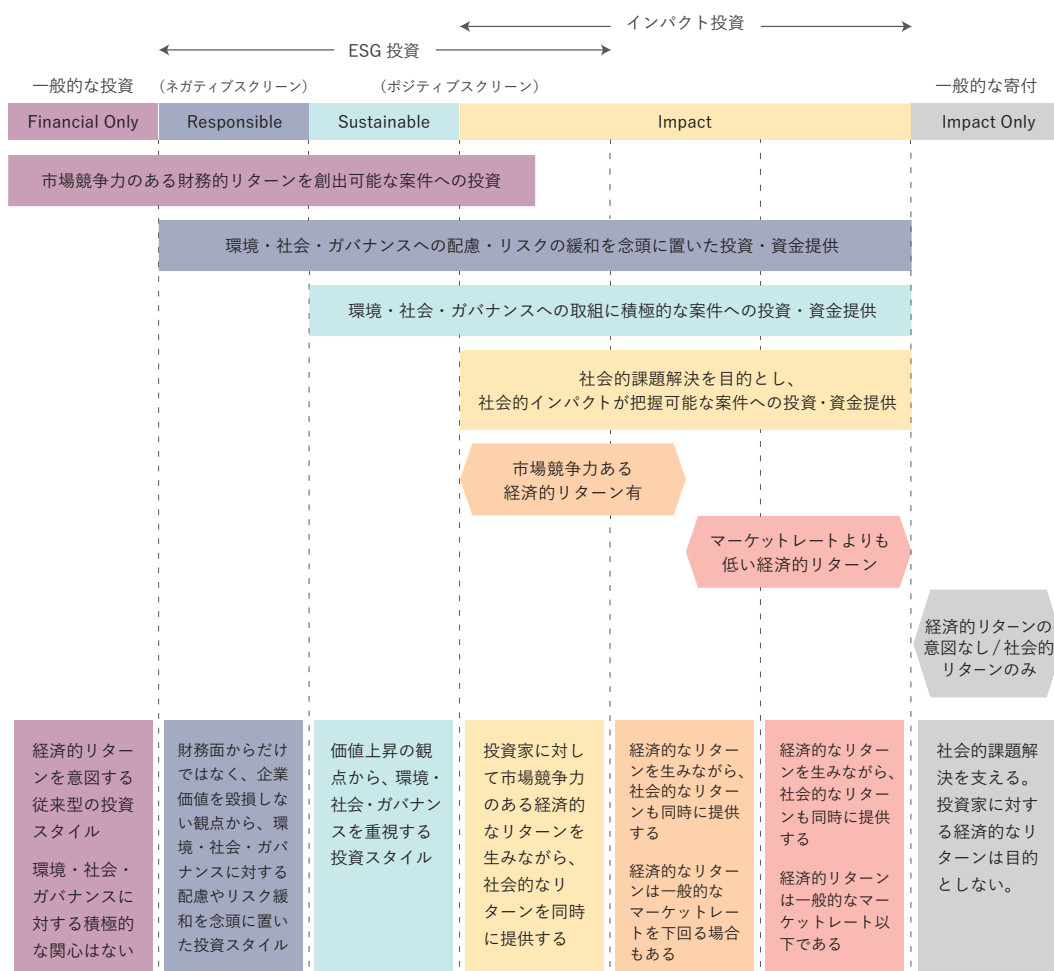 インパクト投資
ESG 投資
一般的な投資
（ネガティブスクリーン）
（ポジティブスクリーン）
一般的な寄付
Financial Only
Responsible
Sustainable
Impact
Impact Only
市場競争力のある財務的リターンを創出可能な案件への投資
環境・社会・ガバナンスへの配慮・リスクの緩和を念頭に置いた投資・資金提供
環境・社会・ガバナンスへの取組に積極的な案件への投資・資金提供
社会的課題解決を目的とし、
社会的インパクトが把握可能な案件への投資・資金提供
市場競争力ある
経済的リターン有
マーケットレートよりも
低い経済的リターン
経済的リターンの
意図なし/社会的
リターンのみ
経済的リター
ンを意図する
従来型の投資
スタイル
環境・社会・
ガバナンスに
対する積極的
な関心はない
財務面からだけ
ではなく、企業
価値を毀損しな
い観点から、環
境・社会・ガバ
ナンスに対する
配慮やリスク緩
和を念頭に置い
た投資スタイル
価値上昇の観
点から、環境・
社会・ガバナン
スを重視する
投資スタイル
投資家に対し
て市場競争力
のある経済的
なリターンを
生みながら、
社会的なリ
ターンを同時
に提供する
経済的なリター
ンを生みながら、
社会的なリター
ンも同時に提供
する
経済的なリター
ンは一般的な
マーケットレー
トを下回る場合
もある
経済的なリター
ンを生みながら、
社会的なリター
ンも同時に提供
する
経済的リターン
は一般的なマー
ケットレート以
下である
社会的課題解
決を支える。
投資家に対す
る経済的なリ
ターンは目的
としない。